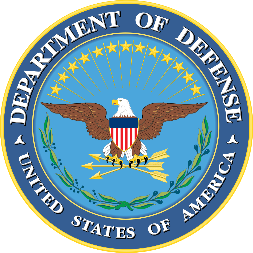 DEPARTMENT OF DEFENSE
UNITED STATES OF AMERICA